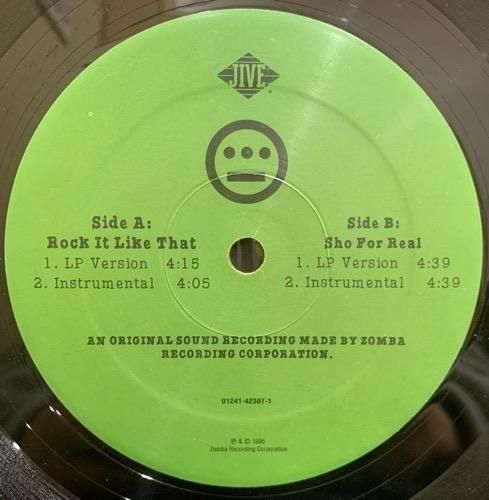 JIVE
Side A:
Rock It Like That
1. LP Version 4:15
2. Instrumental 4:05
Side B:
Sho For Real
1. LP Version 4:39
2. Instrumental 4:39
AN ORIGINAL SOUND RECORDING MADE BY ZOMBA
RECORDING CORPORATION.
01241-42387-1
℗ & © 1996
Zomba Recording Corporation